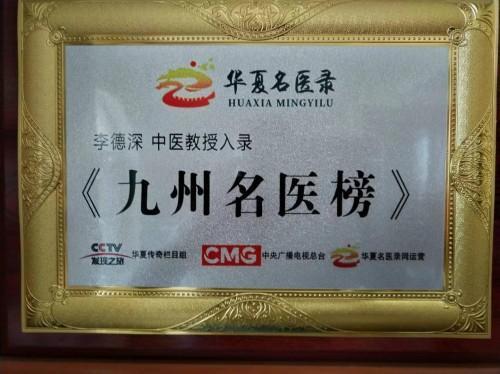 华夏名医录
HUAXIA MINGYILU
李德深 中医教授入录
《九州名医榜》
CCTV 发现之旅 华夏传奇栏目组 CMG 中央广播电视总台 华夏名医录网运营